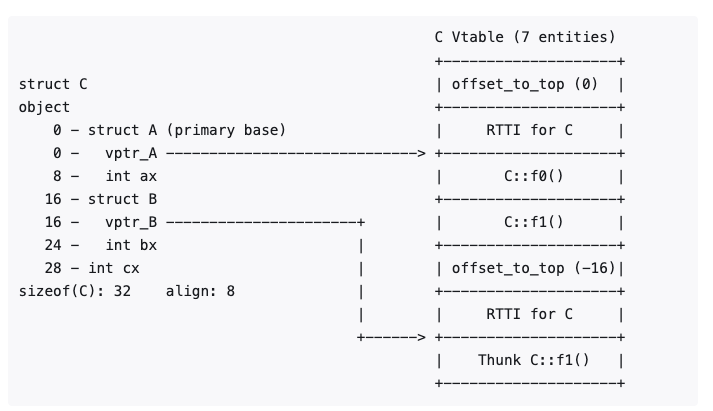 C Vtable (7 entities)
                                                  +--------------------+
struct C                                          | offset_to_top (0)  |
object                                            +--------------------+
    0 - struct A (primary base)                   |     RTTI for C     |
    0 -   vptr_A -------------------------------> +--------------------+
    8 -   int ax                                  |       C::f0()      |
   16 - struct B                                  +--------------------+
   16 -   vptr_B ------------------+              |       C::f1()      |
   24 -   int bx                   |              +--------------------+
   28 - int cx                     |              | offset_to_top (-16)|
sizeof(C): 32    align: 8          |              +--------------------+
                                   |              |     RTTI for C     |
                                   +------>       +--------------------+
                                                  |    Thunk C::f1()   |
                                                  +--------------------+